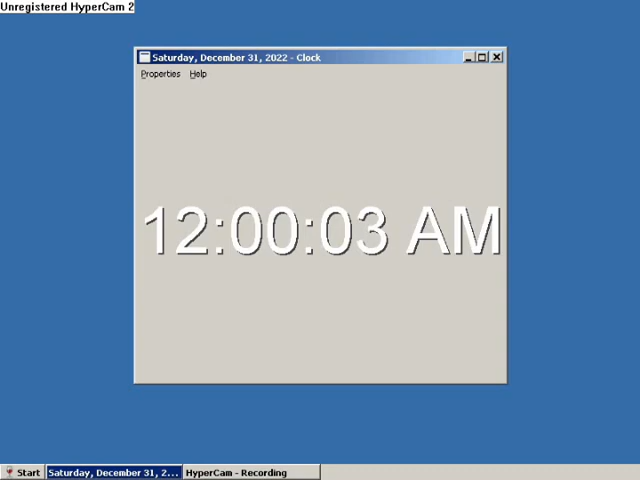 Unregistered HyperCam 2
Saturday, December 31, 2022 - Clock
Properties Help
12:00:03 AM
Start Saturday, December 31, 2... HyperCam - Recording